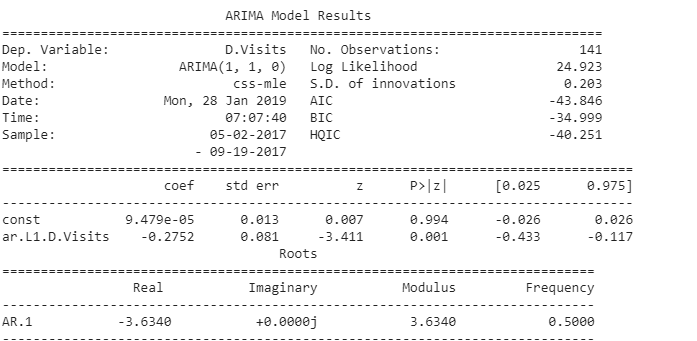 ARIMA Model Results
==============================================================================
Dep. Variable:               D.Visits   No. Observations:                  141
Model:                 ARIMA(1, 1, 0)   Log Likelihood                  24.923
Method:                       css-mle   S.D. of innovations              0.203
Date:                Mon, 28 Jan 2019   AIC                            -43.846
Time:                        07:07:40   BIC                            -34.999
Sample:                    05-02-2017   HQIC                           -40.251
                         - 09-19-2017
==================================================================================
                     coef    std err          z      P>|z|      [0.025      0.975]
----------------------------------------------------------------------------------
const           9.479e-05      0.013      0.007      0.994      -0.026       0.026
ar.L1.D.Visits    -0.2752      0.081     -3.411      0.001      -0.433      -0.117
                                    Roots
=============================================================================
                 Real           Imaginary           Modulus         Frequency
-----------------------------------------------------------------------------
AR.1           -3.6340           +0.0000j            3.6340            0.5000
-----------------------------------------------------------------------------